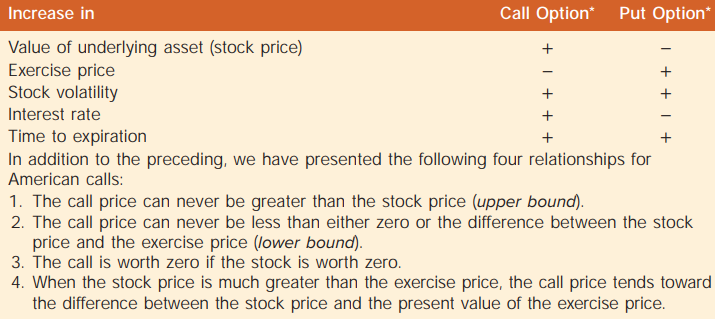 Increase in Call Option* Put Option*
Value of underlying asset (stock price) + −
Exercise price − +
Stock volatility + +
Interest rate + −
Time to expiration + +
In addition to the preceding, we have presented the following four relationships for
American calls:
1. The call price can never be greater than the stock price (upper bound).
2. The call price can never be less than either zero or the difference between the stock
price and the exercise price (lower bound).
3. The call is worth zero if the stock is worth zero.
4. When the stock price is much greater than the exercise price, the call price tends toward
the difference between the stock price and the present value of the exercise price.